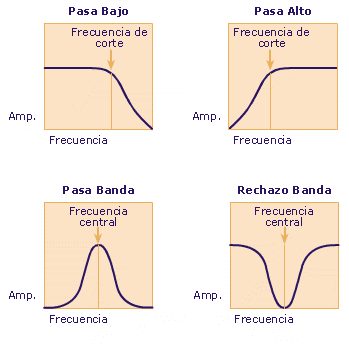 Pasa Bajo
Frecuencia de
corte
Amp.
Frecuencia
Pasa Alto
Frecuencia de
corte
Amp.
Frecuencia
Pasa Banda
Frecuencia
central
Amp.
Frecuencia
Rechazo Banda
Frecuencia
central
Amp.
Frecuencia